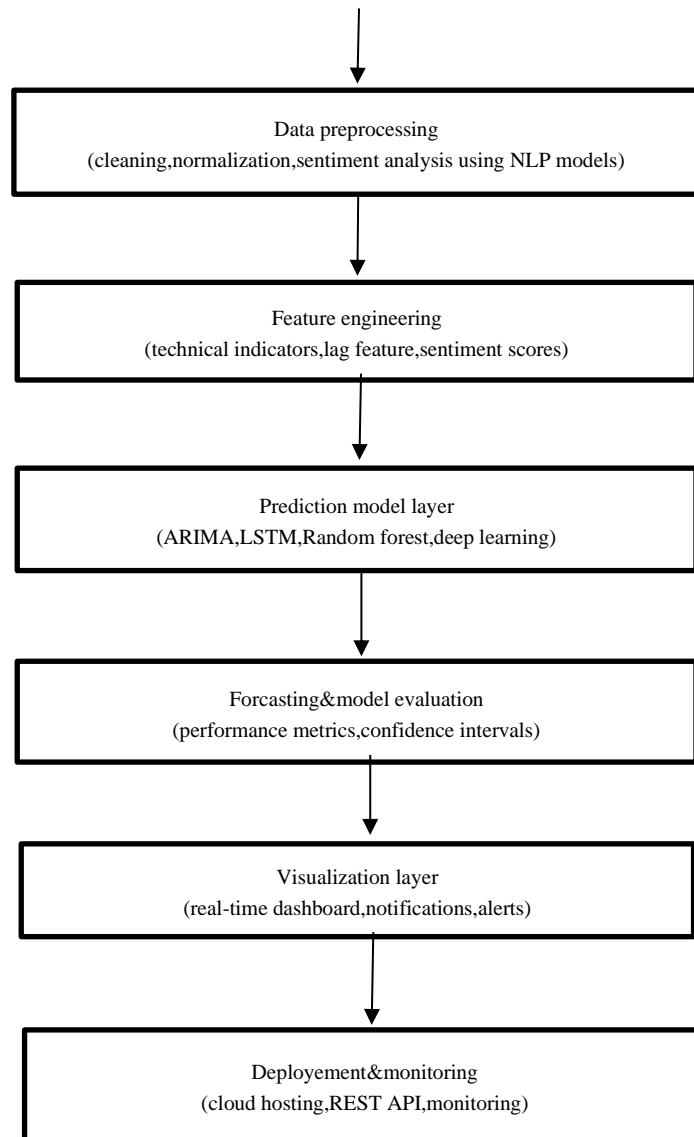 Data preprocessing
(cleaning,normalization,sentiment analysis using NLP models)
Feature engineering
(technical indicators,lag feature,sentiment scores)
Prediction model layer
(ARIMA,LSTM,Random forest,deep learning)
Forcasting&model evaluation
(performance metrics,confidence intervals)
Visualization layer
(real-time dashboard,notifications,alerts)
Deployement&monitoring
(cloud hosting,REST API,monitoring)